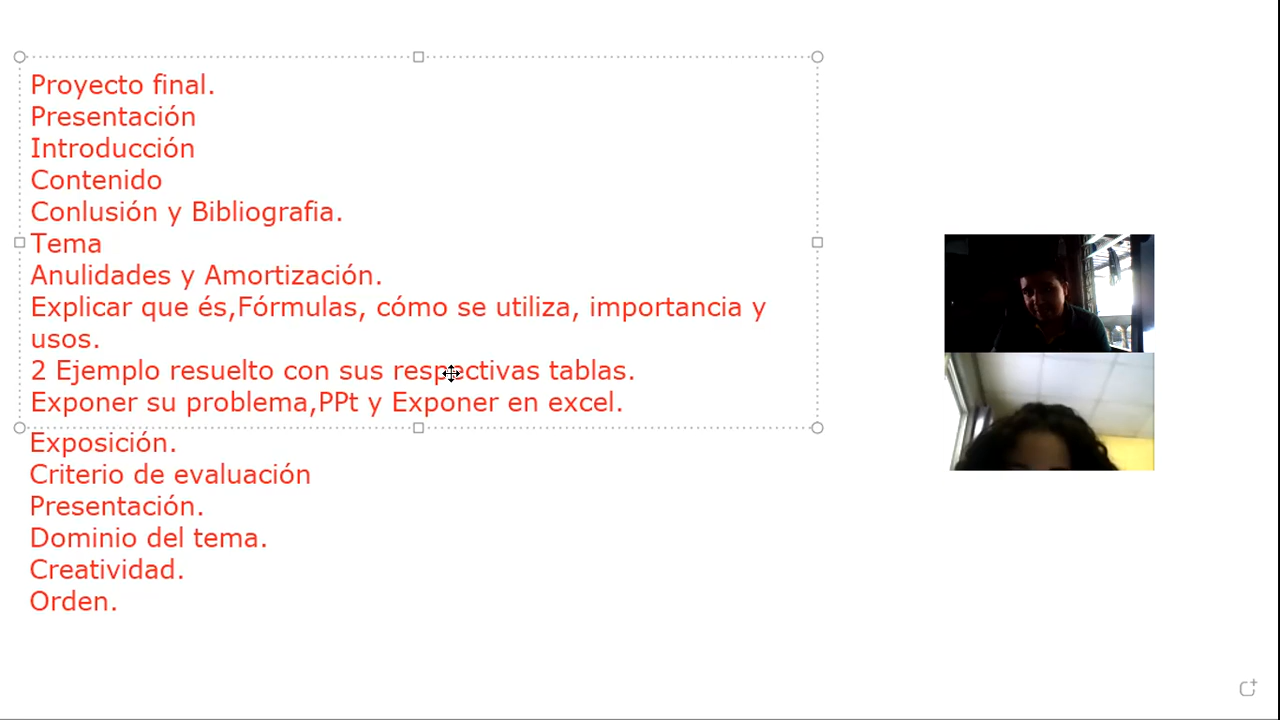 Proyecto final.
Presentación
Introducción
Contenido
Conlusión y Bibliografia.
Tema
Anulidades y Amortización.
Explicar que és,Fórmulas, cómo se utiliza, importancia y
usos.
2 Ejemplo resuelto con sus respectivas tablas.
Exponer su problema,PPt y Exponer en excel.
Exposición.
Criterio de evaluación
Presentación.
Dominio del tema.
Creatividad.
Orden.